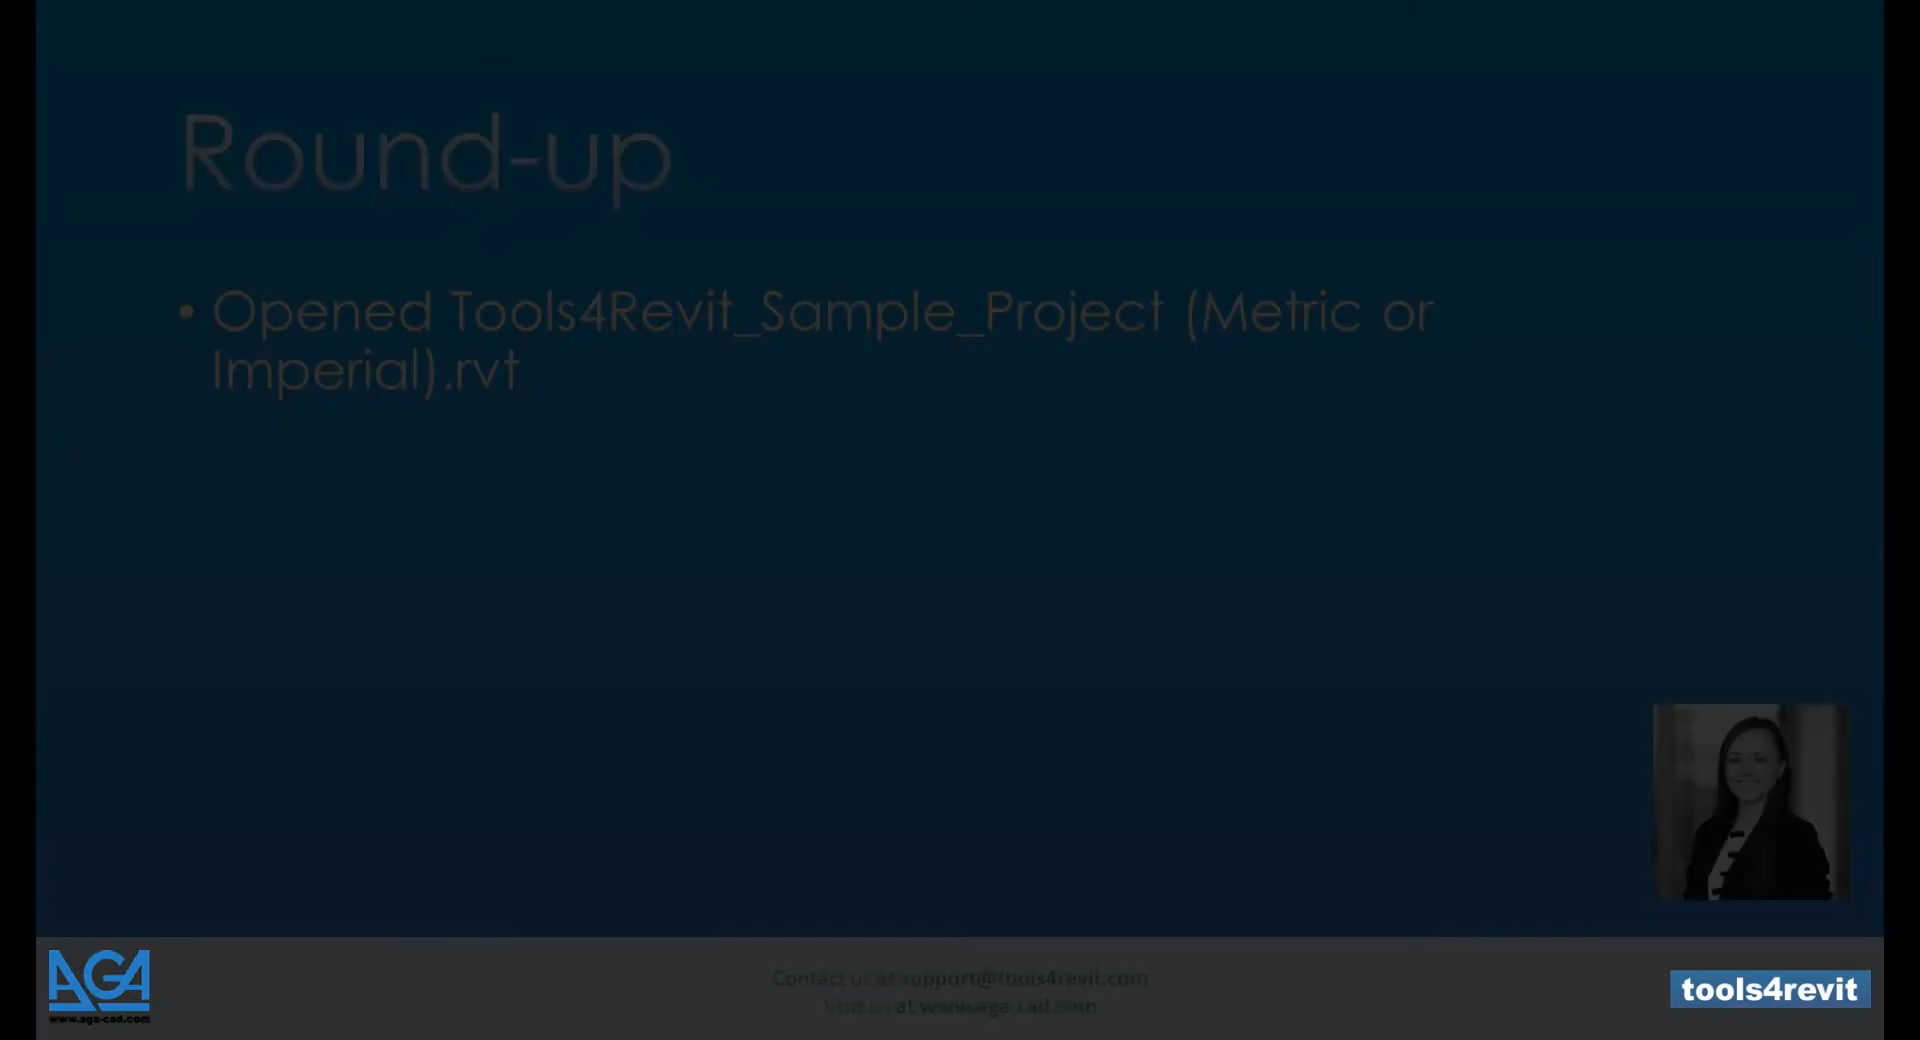 Round-up
• Opened Tools4Revit_Sample_Project (Metric or
Imperial).rvt
AGA
www.aga-cad.com
Contact us at support@tools4revit.com
Visit us at www.aga-cad.com
tools4revit